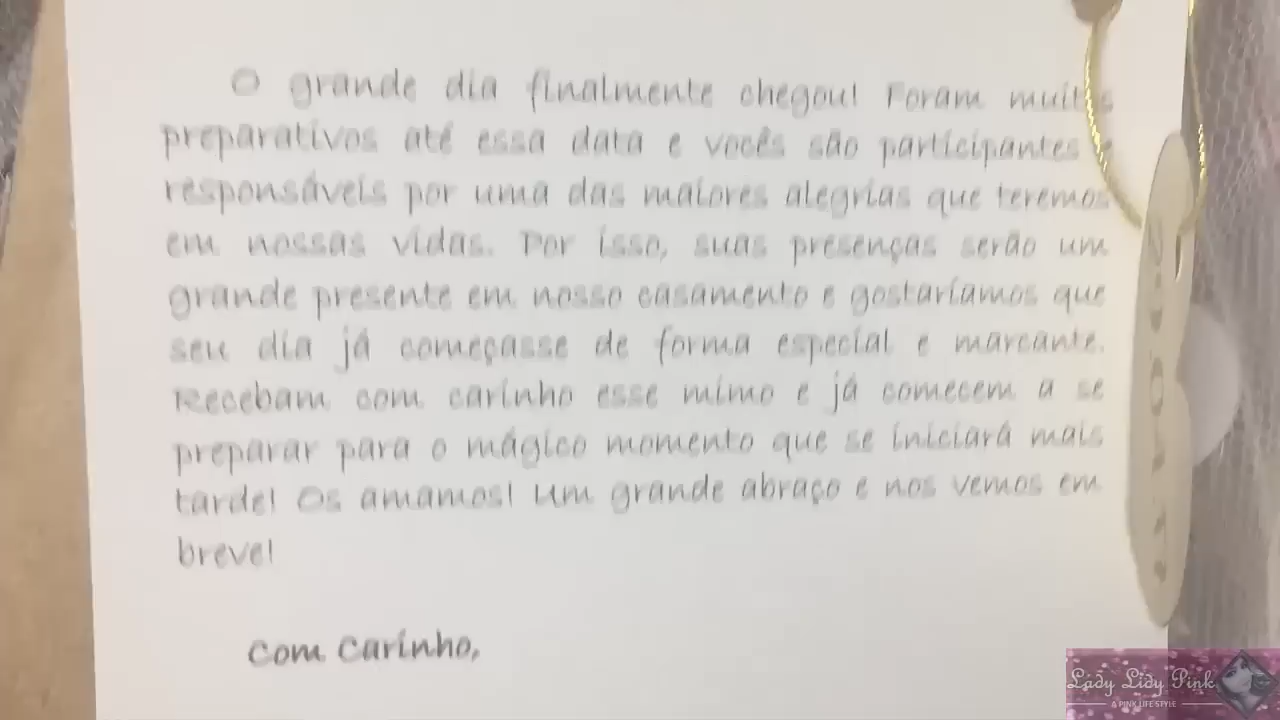 O grande dia finalmente chegou! Foram muitos
preparativos até essa data e vocês são participantes e
responsáveis por uma das maiores alegrias que teremos
em nossas vidas. Por isso, suas presenças serão um
grande presente em nosso casamento e gostaríamos que
seu dia já começasse de forma especial e marcante.
Recebam com carinho esse mimo e já comecem a se
preparar para o mágico momento que se iniciará mais
tarde! Os amamos! Um grande abraço e nos vemos em
breve!
Com carinho,
Lady Lidy Pink
A PINK LIFE STYLE